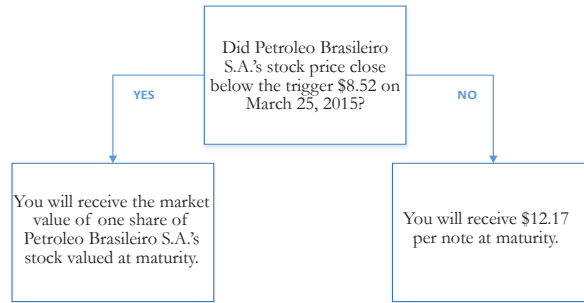 Did Petroleo Brasileiro
S.A.'s stock price close
below the trigger $8.52 on
March 25, 2015?
YES
NO
You will receive the market
value of one share of
Petroleo Brasileiro S.A.'s
stock valued at maturity.
You will receive $12.17
per note at maturity.